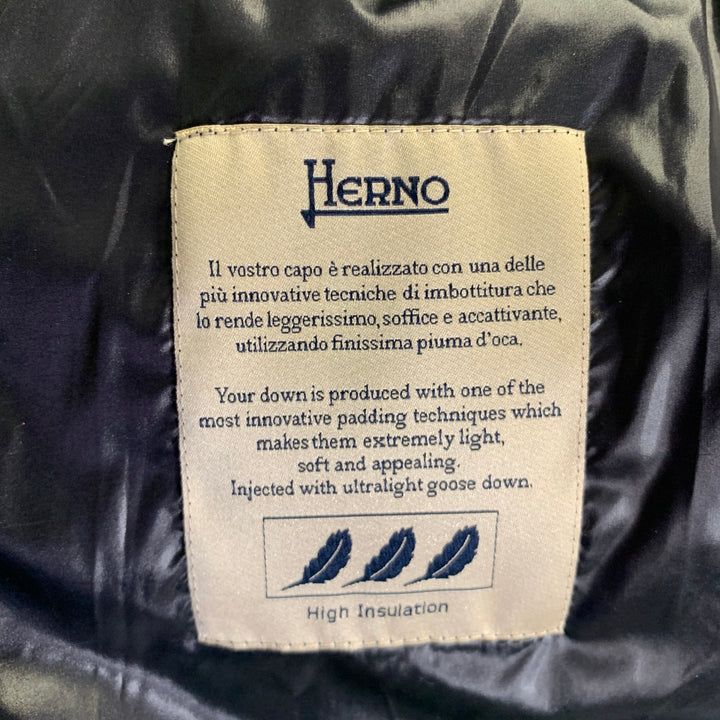 HERNO
Il vostro capo è realizzato con una delle
più innovative tecniche di imbottitura che
lo rende leggerissimo, soffice e accattivante,
utilizzando finissima piuma d'oca.
Your down is produced with one of the
most innovative padding techniques which
makes them extremely light,
soft and appealing.
Injected with ultralight goose down.
High Insulation